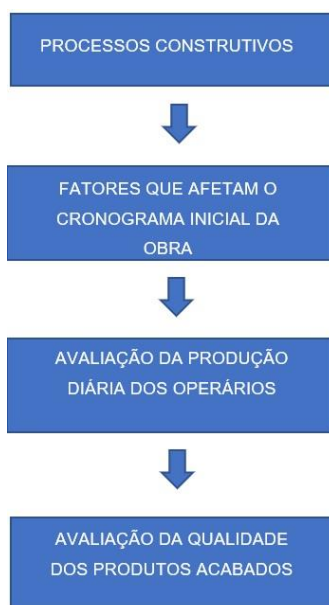 PROCESSOS CONSTRUTIVOS
FATORES QUE AFETAM O
CRONOGRAMA INICIAL DA
OBRA
AVALIAÇÃO DA PRODUÇÃO
DIÁRIA DOS OPERÁRIOS
AVALIAÇÃO DA QUALIDADE
DOS PRODUTOS ACABADOS